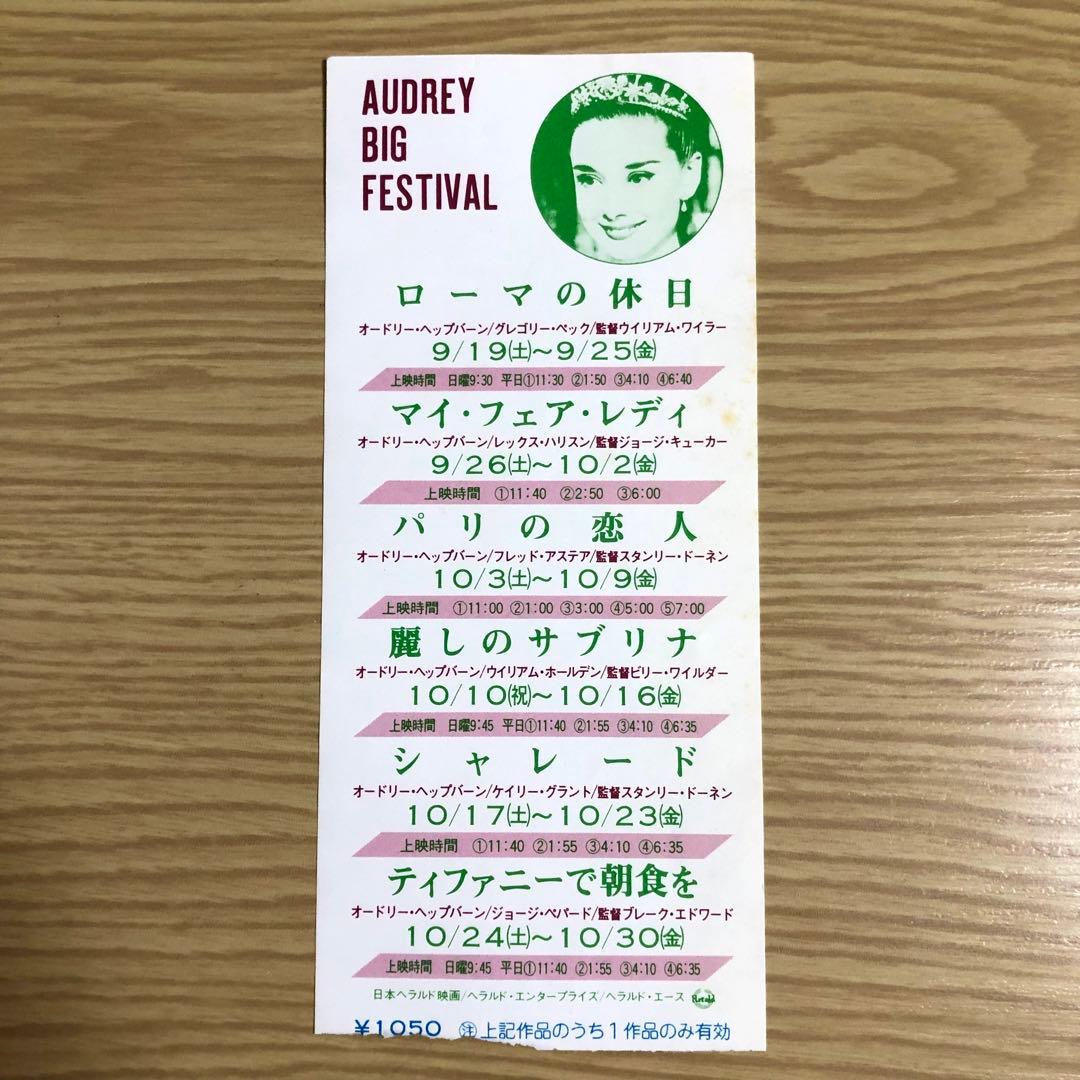 AUDREY
BIG
FESTIVAL
ローマの休日
オードリー・ヘップバーン/グレゴリー・ペック/監督ウイリアム・ワイラー
9/19㈯〜9/25㈮
上映時間 日曜9:30 平日①11:30 ②1:50 ③4:10 ④6:40
マイ・フェア・レディ
オードリー・ヘップバーン/レックス・ハリスン/監督ジョージ・キューカー
9/26㈯〜10/2㈮
上映時間 ①11:40 ②2:50 ③6:00
パリの恋人
オードリー・ヘップバーン/フレッド・アステア/監督スタンリー・ドーネン
10/3㈯〜10/9㈮
上映時間 ①11:00 ②1:00 ③3:00 ④5:00 ⑤7:00
麗しのサブリナ
オードリー・ヘップバーン/ウイリアム・ホールデン/監督ビリー・ワイルダー
10/10㈷〜10/16㈮
上映時間 日曜9:45 平日①11:40 ②1:55 ③4:10 ④6:35
シャレード
オードリー・ヘップバーン/ケイリー・グラント/監督スタンリー・ドーネン
10/17㈯〜10/23㈮
上映時間 ①11:40 ②1:55 ③4:10 ④6:35
ティファニーで朝食を
オードリー・ヘップバーン/ジョージ・ペパード/監督ブレーク・エドワード
10/24㈯〜10/30㈮
上映時間 日曜9:45 平日①11:40 ②1:55 ③4:10 ④6:35
日本ヘラルド映画/ヘラルド・エンタープライズ/ヘラルド・エース Herald
¥1050 ㊟上記作品のうち1作品のみ有効